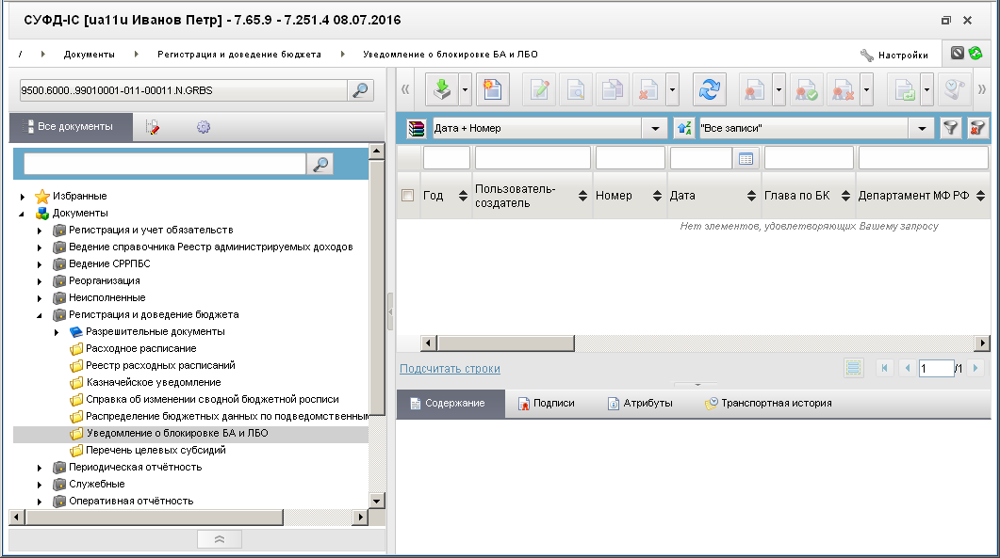 СУФД-IC [ua11u Иванов Петр] - 7.65.9 - 7.251.4 08.07.2016
/ Документы Регистрация и доведение бюджета Уведомление о блокировке БА и ЛБО Настройки
9500.6000..99010001-011-00011.N.GRBS
Все документы
Дата + Номер "Все записи"
Год Пользователь-создатель Номер Дата Глава по БК Департамент МФ РФ
Нет элементов, удовлетворяющих Вашему запросу
Избранные
Документы
Регистрация и учет обязательств
Ведение справочника Реестр администрируемых доходов
Ведение СРРПБС
Реорганизация
Неисполненные
Регистрация и доведение бюджета
Разрешительные документы
Расходное расписание
Реестр расходных расписаний
Казначейское уведомление
Справка об изменении сводной бюджетной росписи
Распределение бюджетных данных по подведомственным
Уведомление о блокировке БА и ЛБО
Перечень целевых субсидий
Периодическая отчётность
Служебные
Оперативная отчётность
Подсчитать строки 1 /1
Содержание Подписи Атрибуты Транспортная история